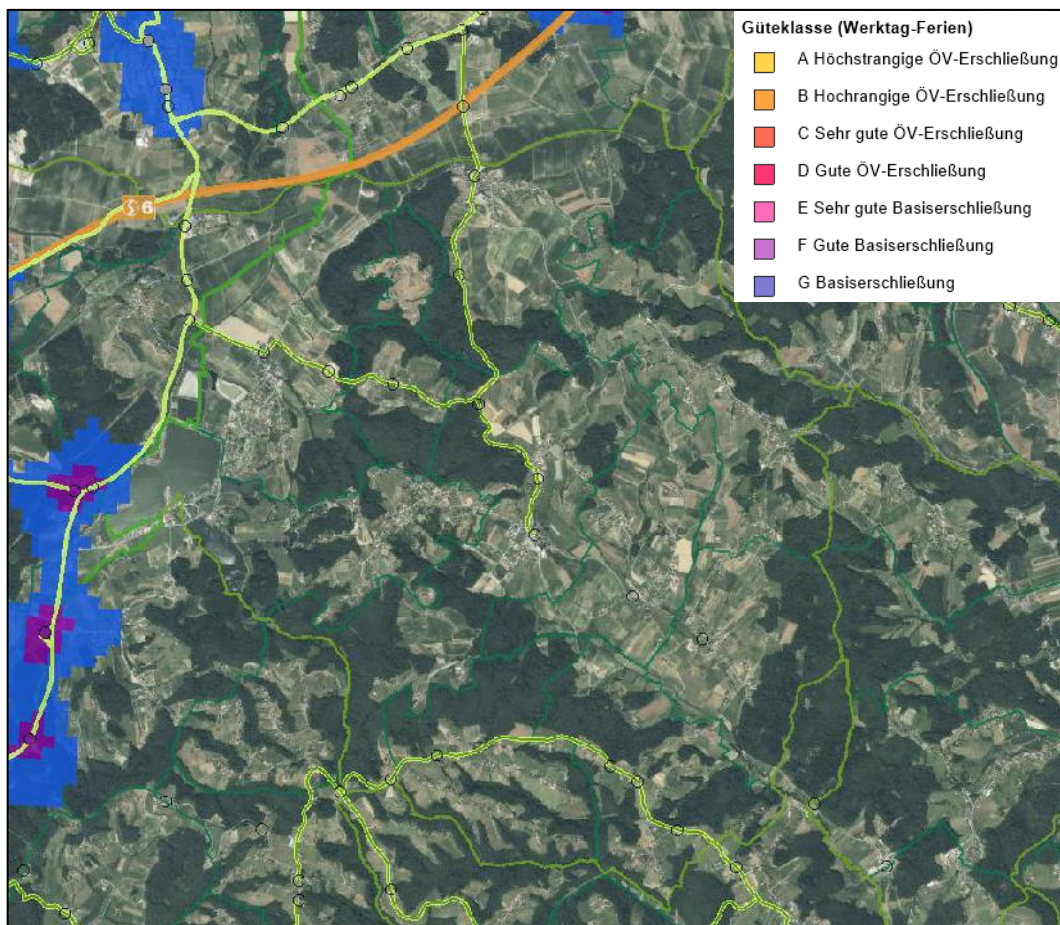 Güteklasse (Werktag-Ferien)
A Höchstrangige ÖV-Erschließung
B Hochrangige ÖV-Erschließung
C Sehr gute ÖV-Erschließung
D Gute ÖV-Erschließung
E Sehr gute Basiserschließung
F Gute Basiserschließung
G Basiserschließung
S 6